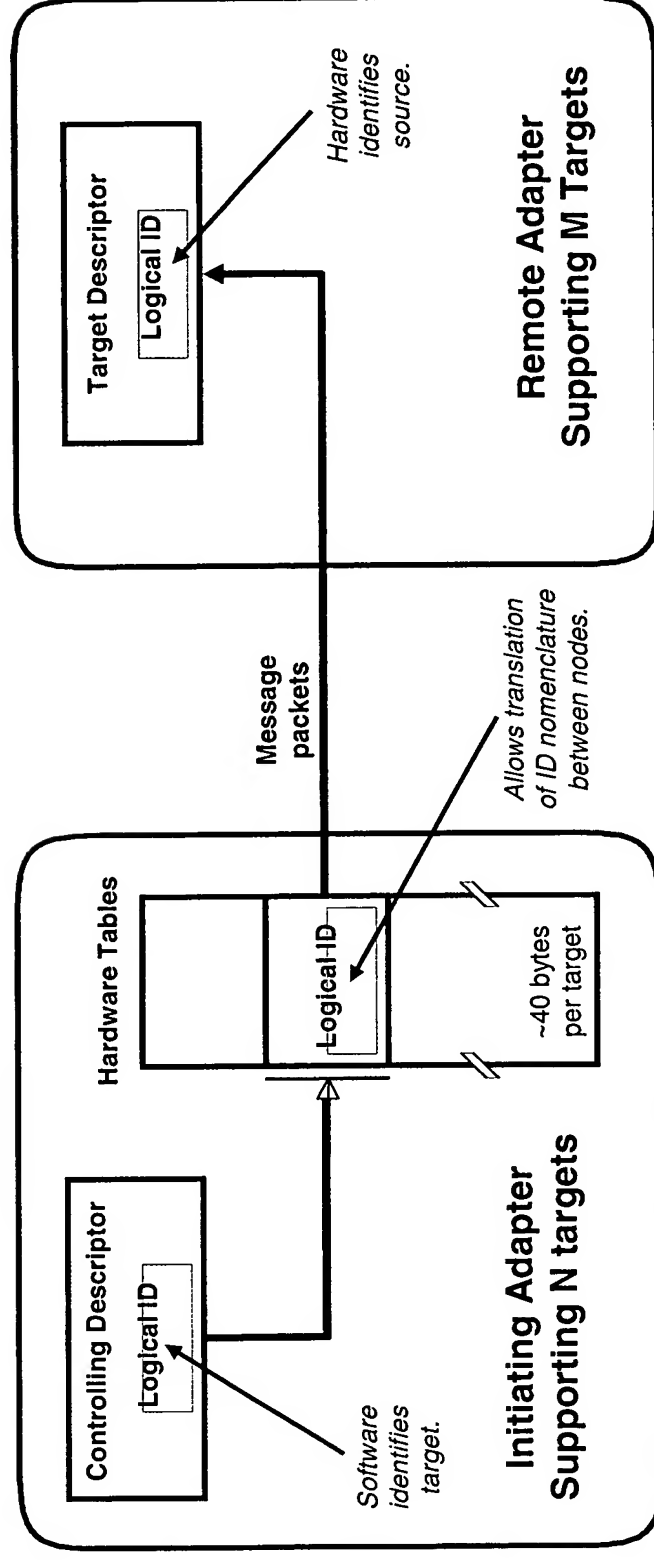 Controlling Descriptor
Logical ID
Software
identifies
target.
Initiating Adapter
Supporting N targets
Hardware Tables
Logical ID
~40 bytes
per target
Allows translation
of ID nomenclature
between nodes.
Message
packets
Target Descriptor
Logical ID
Hardware
identifies
source.
Remote Adapter
Supporting M Targets